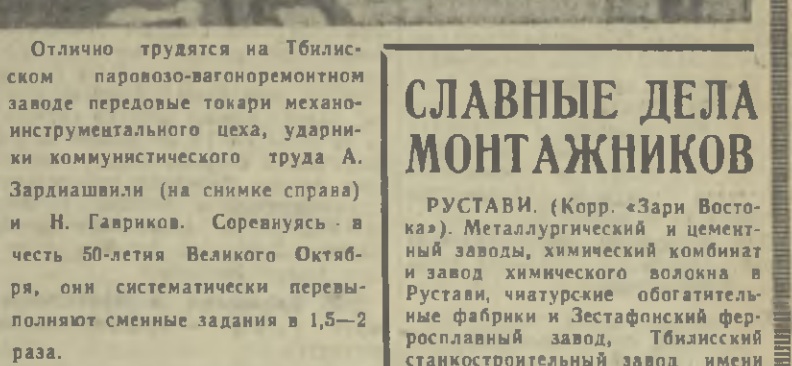 Отлично трудятся на Тбилис-
ском паровозо-вагоноремонтном
заводе передовые токари механо-
инструментального цеха, ударни-
ки коммунистического труда А.
Зардиашвили (на снимке справа)
и Н. Гавриков. Соревнуясь в
честь 50-летия Великого Октяб-
ря, они систематически перевы-
полняют сменные задания в 1,5—2
раза.
СЛАВНЫЕ ДЕЛА
МОНТАЖНИКОВ
РУСТАВИ. (Корр. «Зари Восто-
ка»). Металлургический и цемент-
ный заводы, химический комбинат
и завод химического волокна в
Рустави, чиатурские обогатитель-
ные фабрики и Зестафонский фер-
росплавный завод, Тбилисский
станкостроительный завод имени